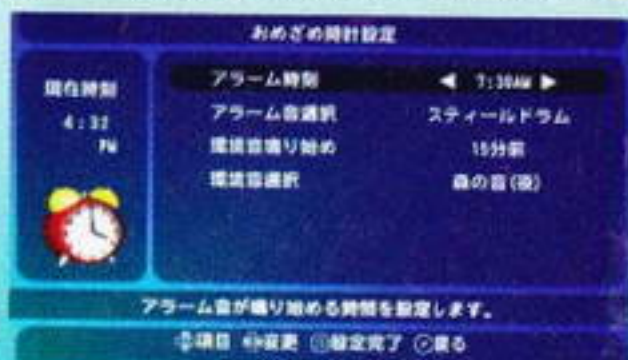 おめざめ時計設定
現在時刻
4:32
PM
アラーム時刻 ◀ 7:30AM ▶
アラーム音選択 スティールドラム
環境音鳴り始め 15分前
環境音選択 森の音(夜)
アラーム音が鳴り始める時間を設定します。
項目 変更 設定完了 戻る